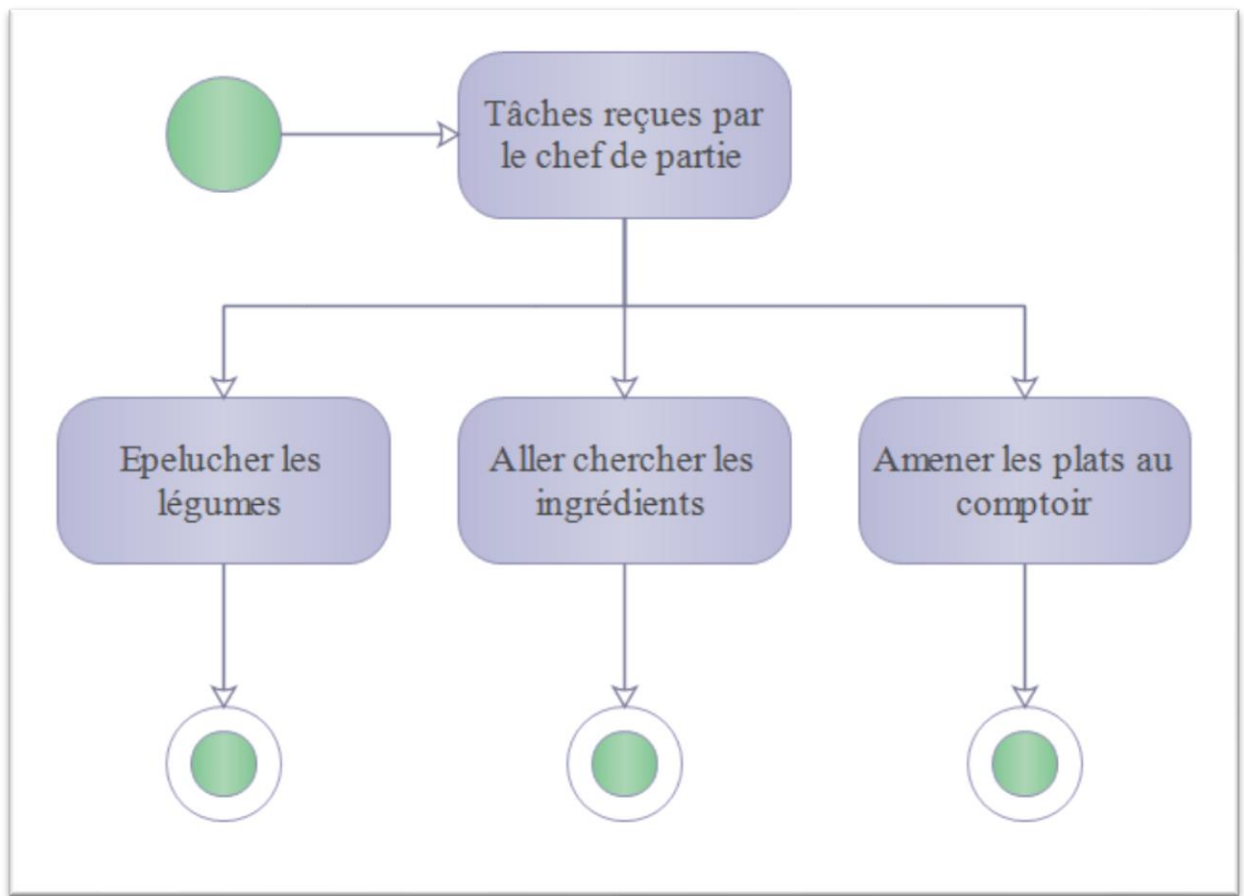 Tâches reçues par
le chef de partie
Epelucher les
légumes
Aller chercher les
ingrédients
Amener les plats au
comptoir